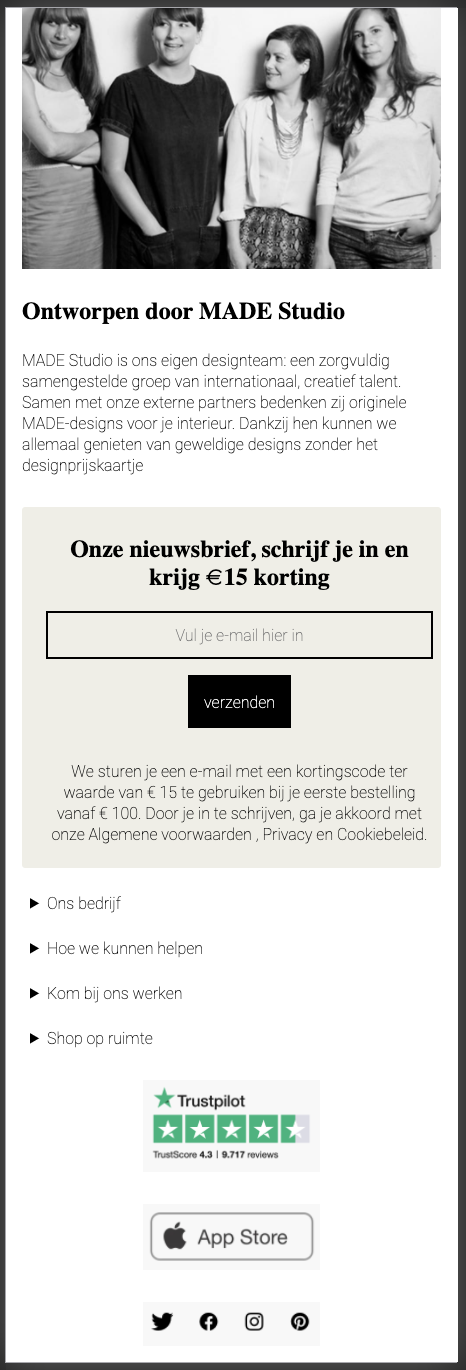 Ontworpen door MADE Studio
MADE Studio is ons eigen designteam: een zorgvuldig
samengestelde groep van internationaal, creatief talent.
Samen met onze externe partners bedenken zij originele
MADE-designs voor je interieur. Dankzij hen kunnen we
allemaal genieten van geweldige designs zonder het
designprijskaartje
Onze nieuwsbrief, schrijf je in en
krijg €15 korting
Vul je e-mail hier in
verzenden
We sturen je een e-mail met een kortingscode ter
waarde van € 15 te gebruiken bij je eerste bestelling
vanaf € 100. Door je in te schrijven, ga je akkoord met
onze Algemene voorwaarden , Privacy en Cookiebeleid.
Ons bedrijf
Hoe we kunnen helpen
Kom bij ons werken
Shop op ruimte
Trustpilot
TrustScore 4.3 | 9.717 reviews
App Store